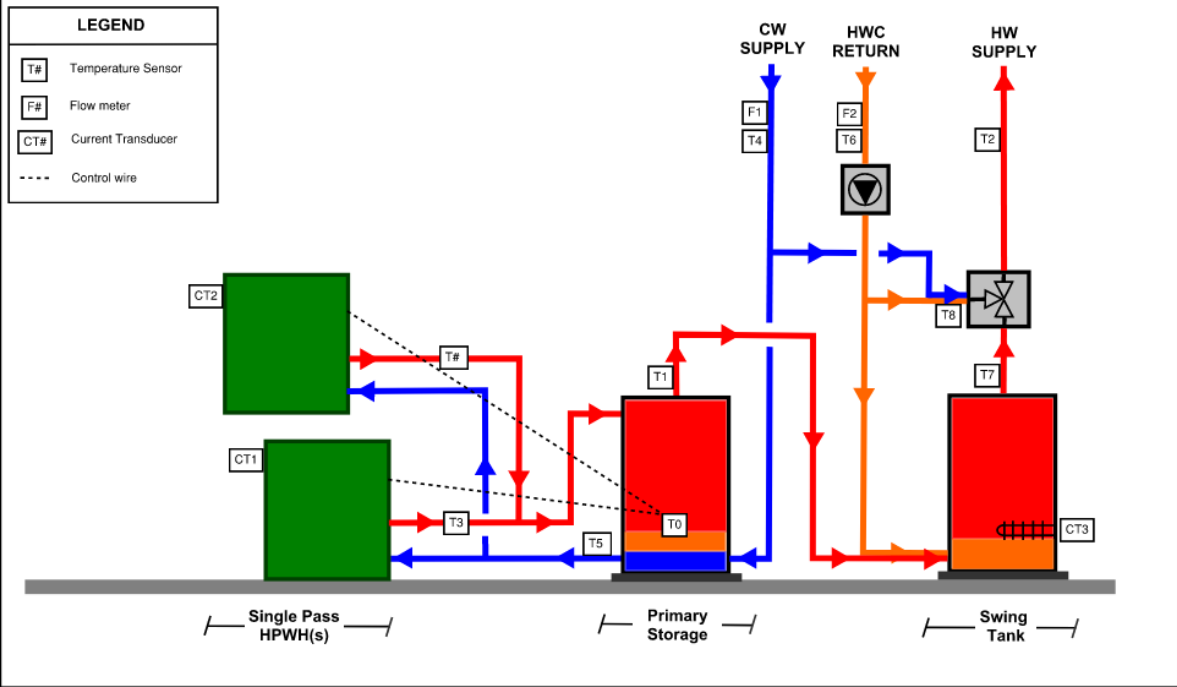 LEGEND
T# Temperature Sensor
F# Flow meter
CT# Current Transducer
Control wire
CW
SUPPLY
HWC
RETURN
HW
SUPPLY
F1
T4
F2
T6
T2
CT2
T8
T#
T1
T7
CT1
T3
T0
T5
CT3
Single Pass
HPWH(s)
Primary
Storage
Swing
Tank